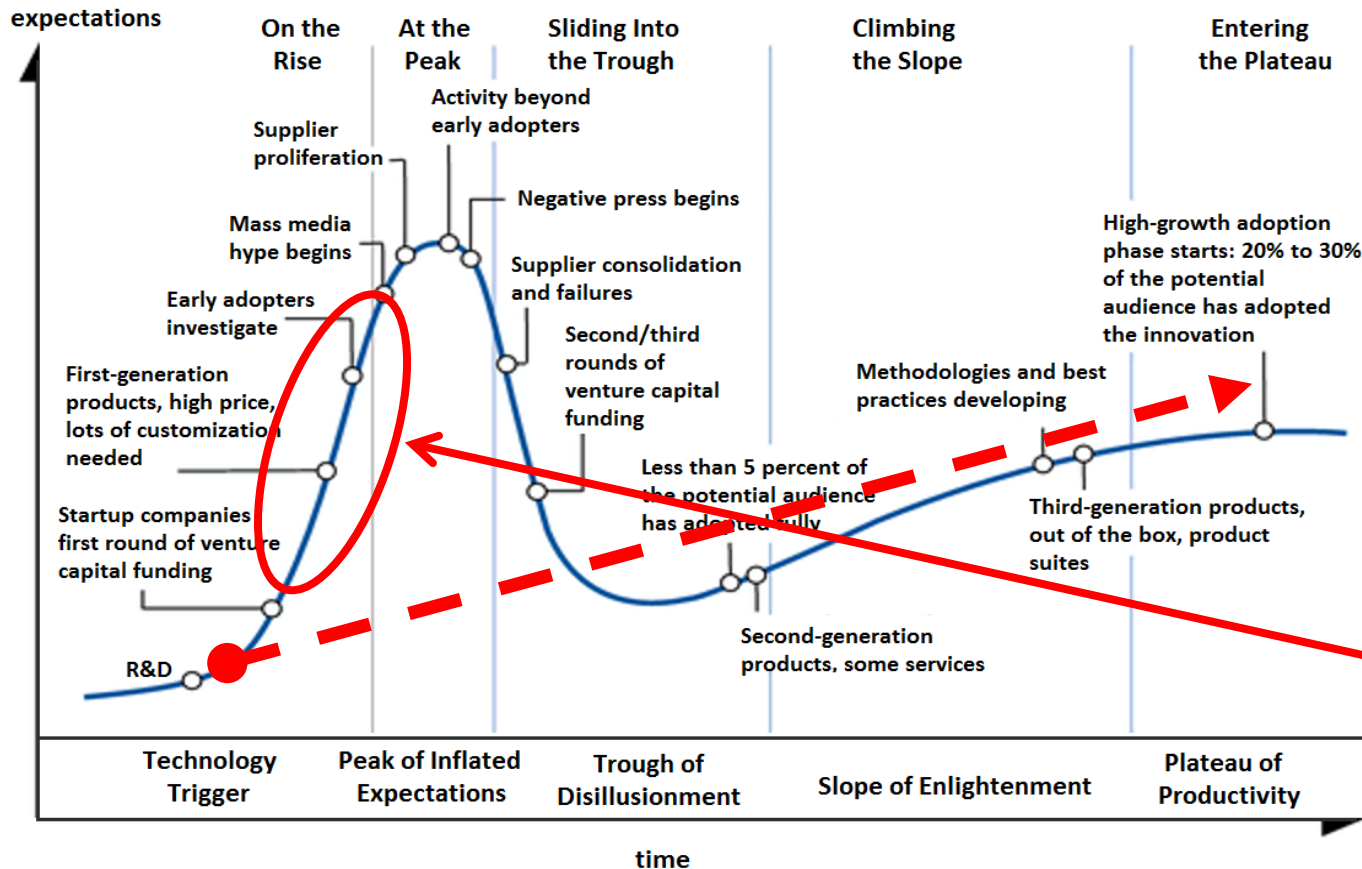 expectations
On the
Rise
At the
Peak
Sliding Into
the Trough
Climbing
the Slope
Entering
the Plateau
Activity beyond
early adopters
Supplier
proliferation
Negative press begins
Mass media
hype begins
High-growth adoption
phase starts: 20% to 30%
of the potential
audience has adopted
the innovation
Supplier consolidation
and failures
Early adopters
investigate
Second/third
rounds of
venture capital
funding
First-generation
products, high price,
lots of customization
needed
Methodologies and best
practices developing
Less than 5 percent of
the potential audience
has adopted fully
Startup companies
first round of venture
capital funding
Third-generation products,
out of the box, product
suites
Second-generation
products, some services
R&D
Technology
Trigger
Peak of Inflated
Expectations
Trough of
Disillusionment
Slope of Enlightenment
Plateau of
Productivity
time